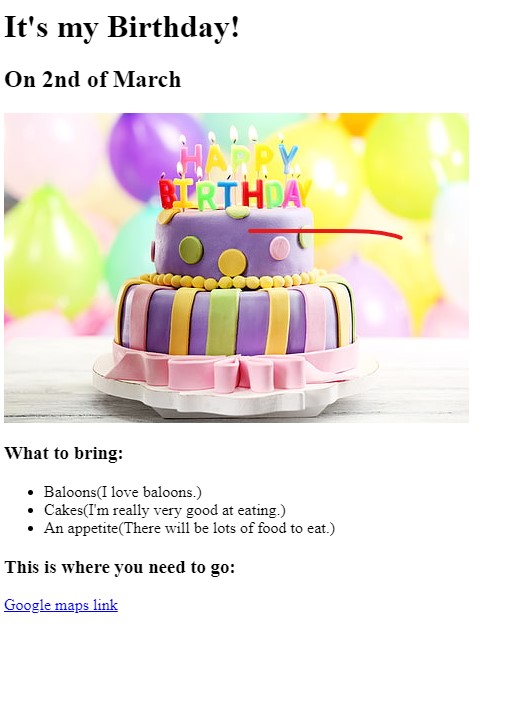 It's my Birthday!
On 2nd of March
HAPPY
BIRTHDAY
What to bring:
Baloons(I love baloons.)
Cakes(I'm really very good at eating.)
An appetite(There will be lots of food to eat.)
This is where you need to go:
Google maps link